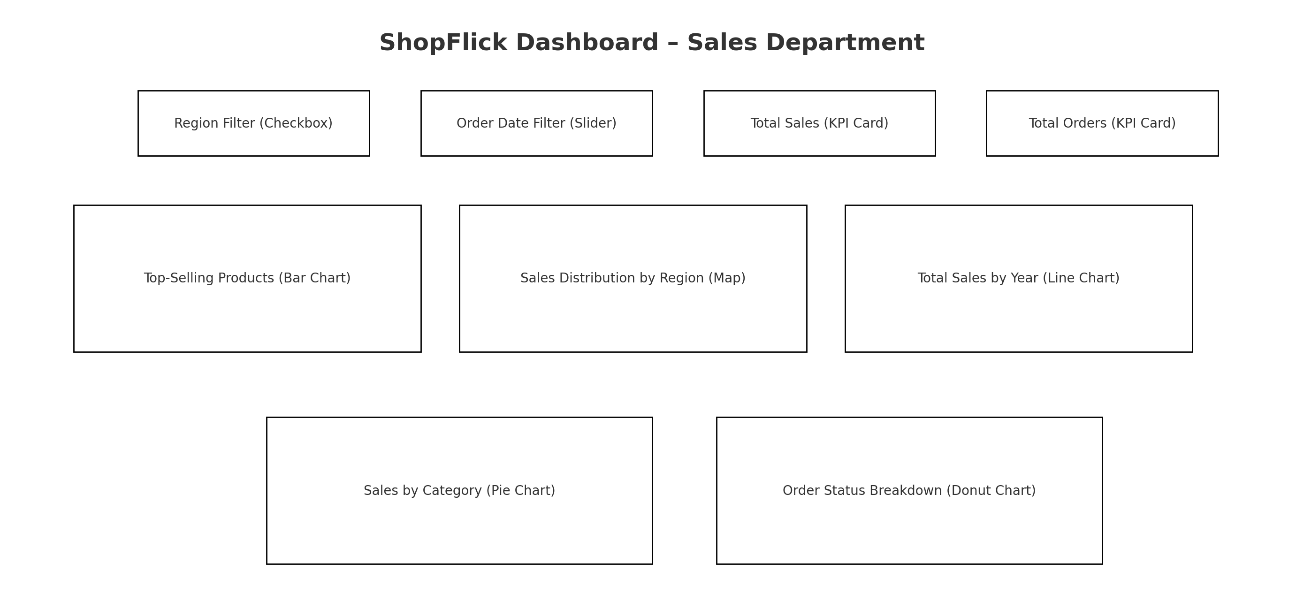 ShopFlick Dashboard – Sales Department
Region Filter (Checkbox)
Order Date Filter (Slider)
Total Sales (KPI Card)
Total Orders (KPI Card)
Top-Selling Products (Bar Chart)
Sales Distribution by Region (Map)
Total Sales by Year (Line Chart)
Sales by Category (Pie Chart)
Order Status Breakdown (Donut Chart)